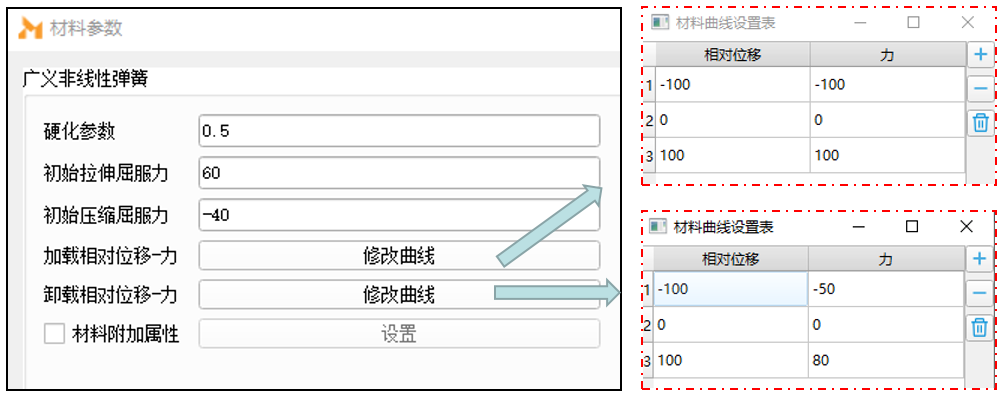 材料参数
广义非线性弹簧
硬化参数 0.5
初始拉伸屈服力 60
初始压缩屈服力 -40
加载相对位移-力 修改曲线
卸载相对位移-力 修改曲线
材料附加属性 设置
材料曲线设置表
相对位移 力
1 -100 -100
2 0 0
3 100 100
材料曲线设置表
相对位移 力
1 -100 -50
2 0 0
3 100 80